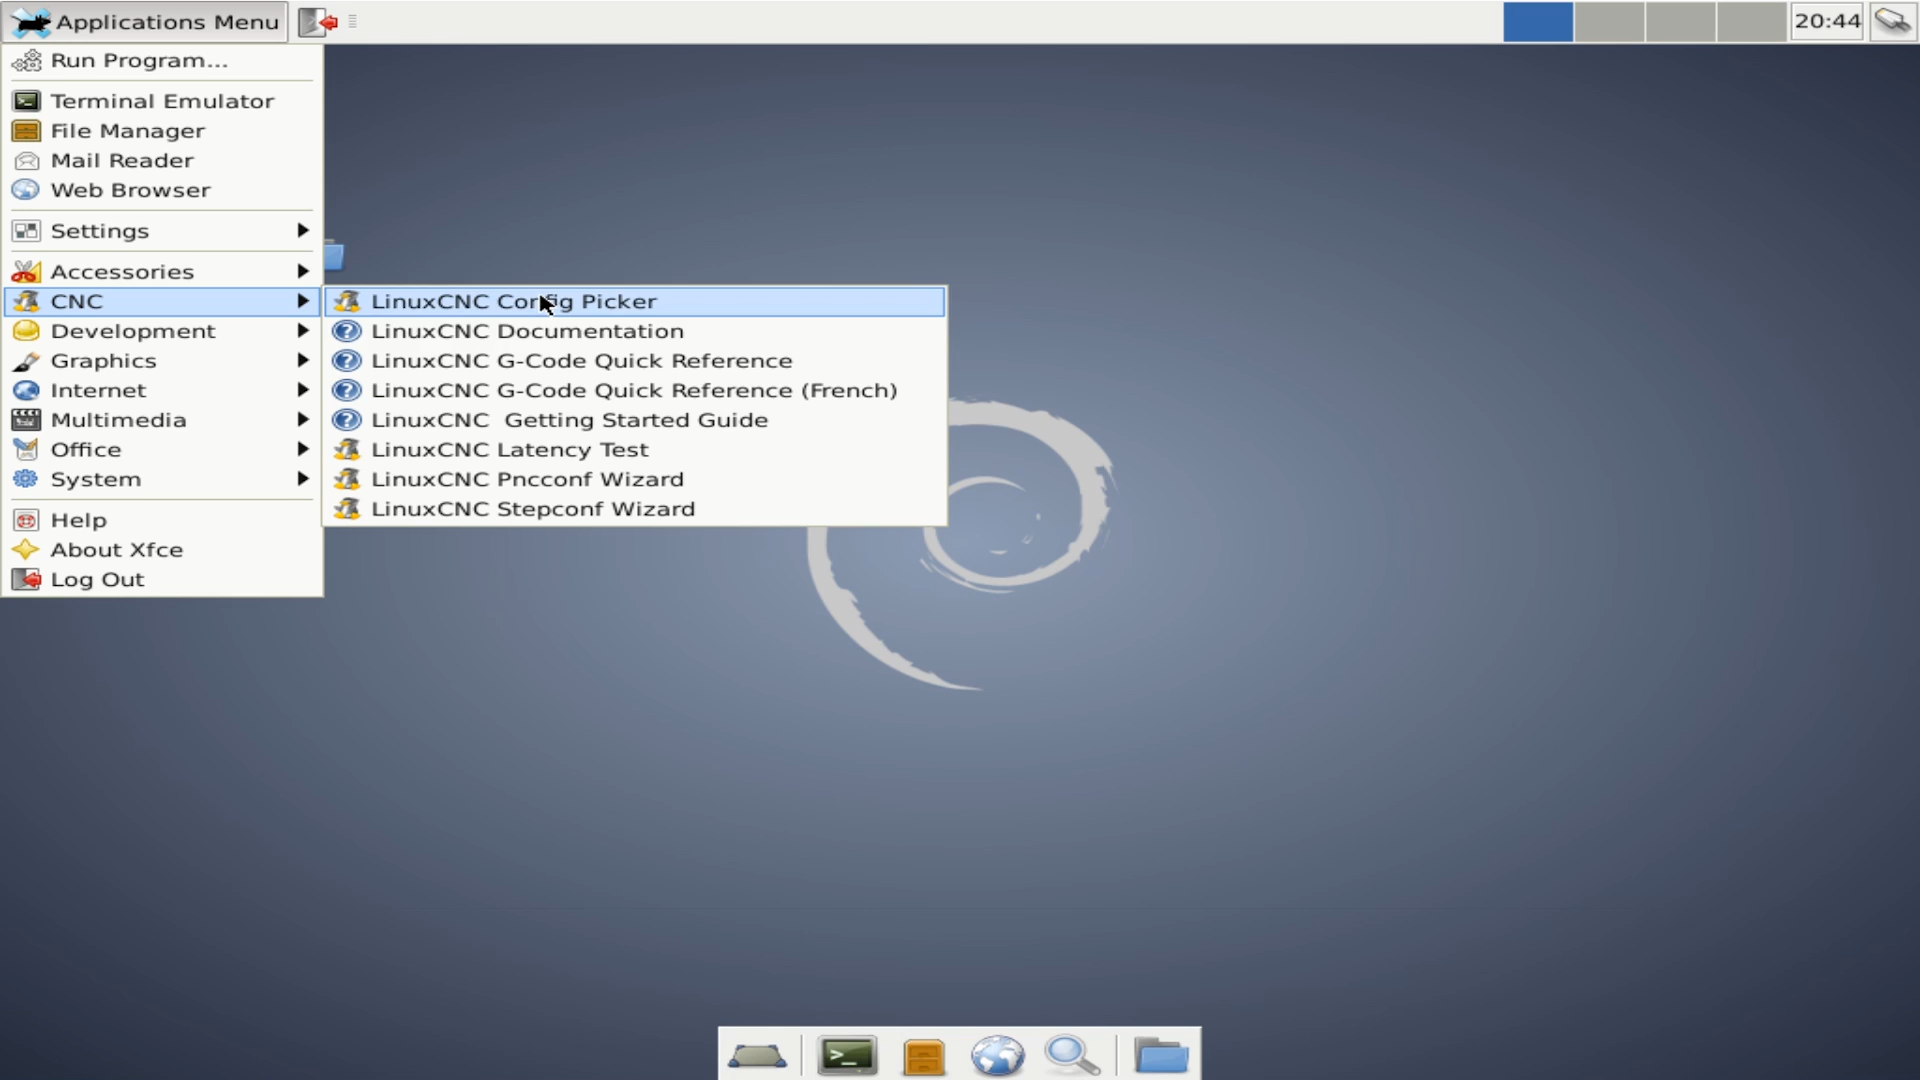 Applications Menu
20:44
Run Program...
Terminal Emulator
File Manager
Mail Reader
Web Browser
Settings
Accessories
CNC
Development
Graphics
Internet
Multimedia
Office
System
Help
About Xfce
Log Out
LinuxCNC Config Picker
LinuxCNC Documentation
LinuxCNC G-Code Quick Reference
LinuxCNC G-Code Quick Reference (French)
LinuxCNC  Getting Started Guide
LinuxCNC Latency Test
LinuxCNC Pncconf Wizard
LinuxCNC Stepconf Wizard